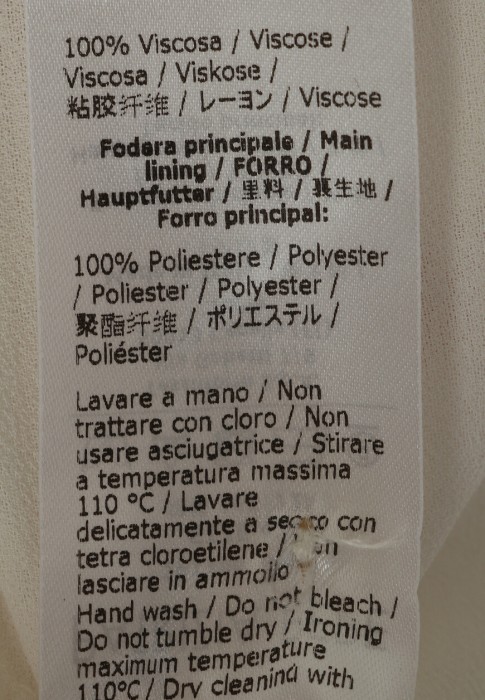 100% Viscosa / Viscose /
Viscosa / Viskose /
粘胶纤维 / レーヨン / Viscose
Fodera principale / Main
lining / FORRO /
Hauptfutter / 里料 / 裏生地 /
Forro principal:
100% Poliestere / Polyester
/ Poliester / Polyester /
聚酯纤维 / ポリエステル /
Poliéster
Lavare a mano / Non
trattare con cloro / Non
usare asciugatrice / Stirare
a temperatura massima
110 °C / Lavare
delicatamente a secco con
tetra cloroetilene /
lasciare in ammollo
Hand wash / Do not bleach /
Do not tumble dry / Ironing
maximum temperature
110°C / Dry cleaning with